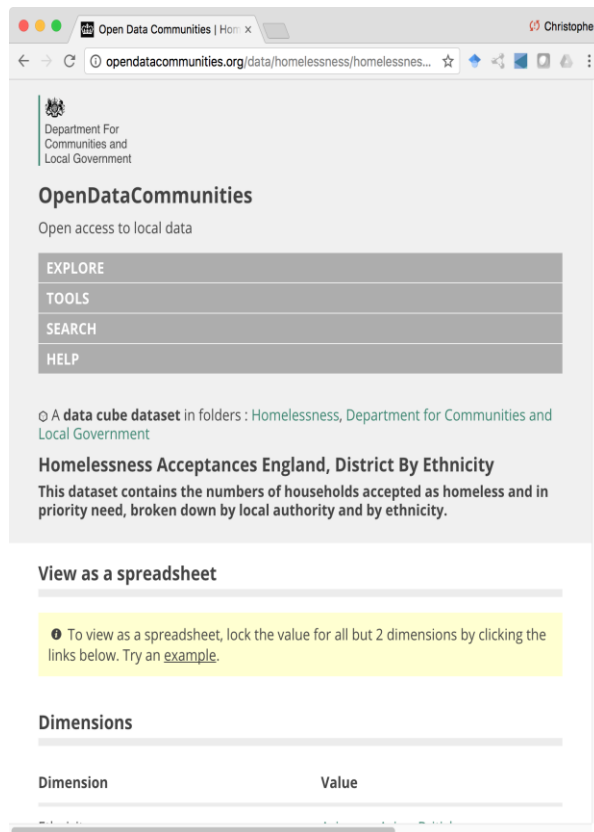 Open Data Communities | Hom
Christophe
opendatacommunities.org/data/homelessness/homelessnes...
Department For
Communities and
Local Government
OpenDataCommunities
Open access to local data
EXPLORE
TOOLS
SEARCH
HELP
A data cube dataset in folders : Homelessness, Department for Communities and
Local Government
Homelessness Acceptances England, District By Ethnicity
This dataset contains the numbers of households accepted as homeless and in
priority need, broken down by local authority and by ethnicity.
View as a spreadsheet
To view as a spreadsheet, lock the value for all but 2 dimensions by clicking the
links below. Try an example.
Dimensions
Dimension Value